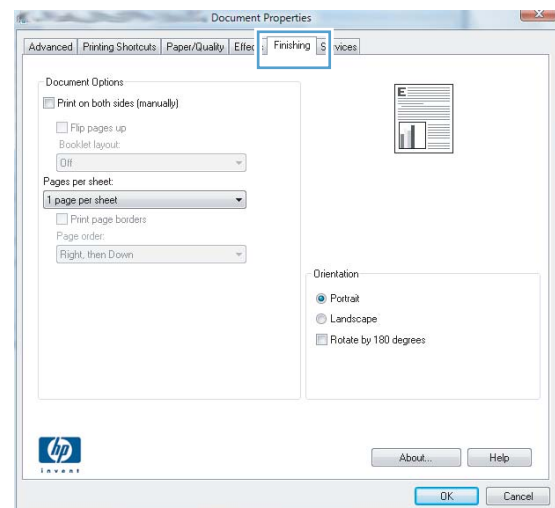 Document Properties
Advanced
Printing Shortcuts
Paper/Quality
Finishing
Document Options
Print on both sides (manually)
Flip pages up
Booklet layout:
Off
Pages per sheet:
1 page per sheet
Print page borders
Page order:
Right, then Down
E
Orientation
Portrait
Landscape
Rotate by 180 degrees
hp
invent
About...
Help
OK
Cancel